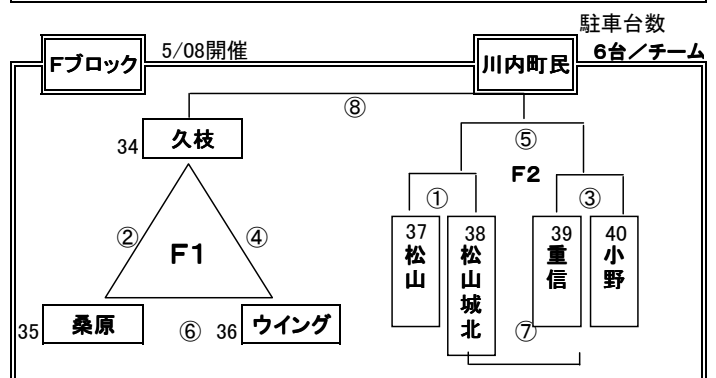 駐車台数
Fブロック 5/08開催 川内町民 6台/チーム
⑧
34 久枝 ⑤
F2
① ③
② F1 ④
37 松山
38 松山城北
39 重信
40 小野
35 桑原 ⑥ 36 ウイング ⑦